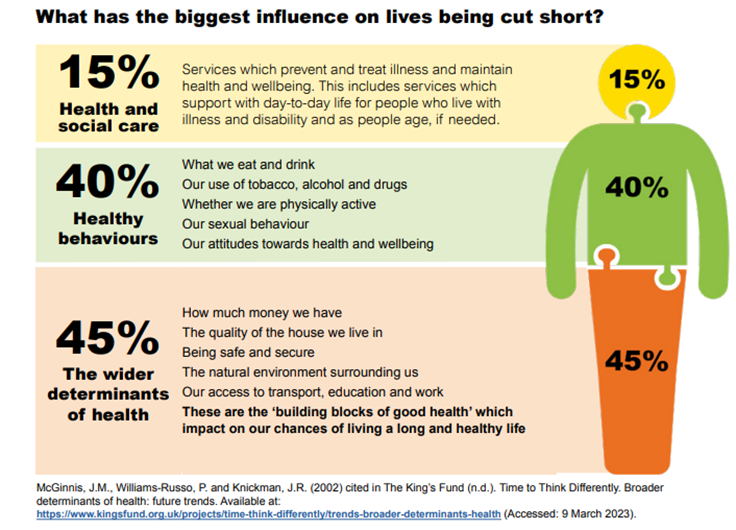 What has the biggest influence on lives being cut short?
15%
Health and
social care
Services which prevent and treat illness and maintain
health and wellbeing. This includes services which
support with day-to-day life for people who live with
illness and disability and as people age, if needed.
15%
40%
Healthy
behaviours
What we eat and drink
Our use of tobacco, alcohol and drugs
Whether we are physically active
Our sexual behaviour
Our attitudes towards health and wellbeing
40%
45%
The wider
determinants
of health
How much money we have
The quality of the house we live in
Being safe and secure
The natural environment surrounding us
Our access to transport, education and work
These are the ‘building blocks of good health’ which
impact on our chances of living a long and healthy life
45%
McGinnis, J.M., Williams-Russo, P. and Knickman, J.R. (2002) cited in The King’s Fund (n.d.). Time to Think Differently. Broader
determinants of health: future trends. Available at:
https://www.kingsfund.org.uk/projects/time-think-differently/trends-broader-determinants-health (Accessed: 9 March 2023).